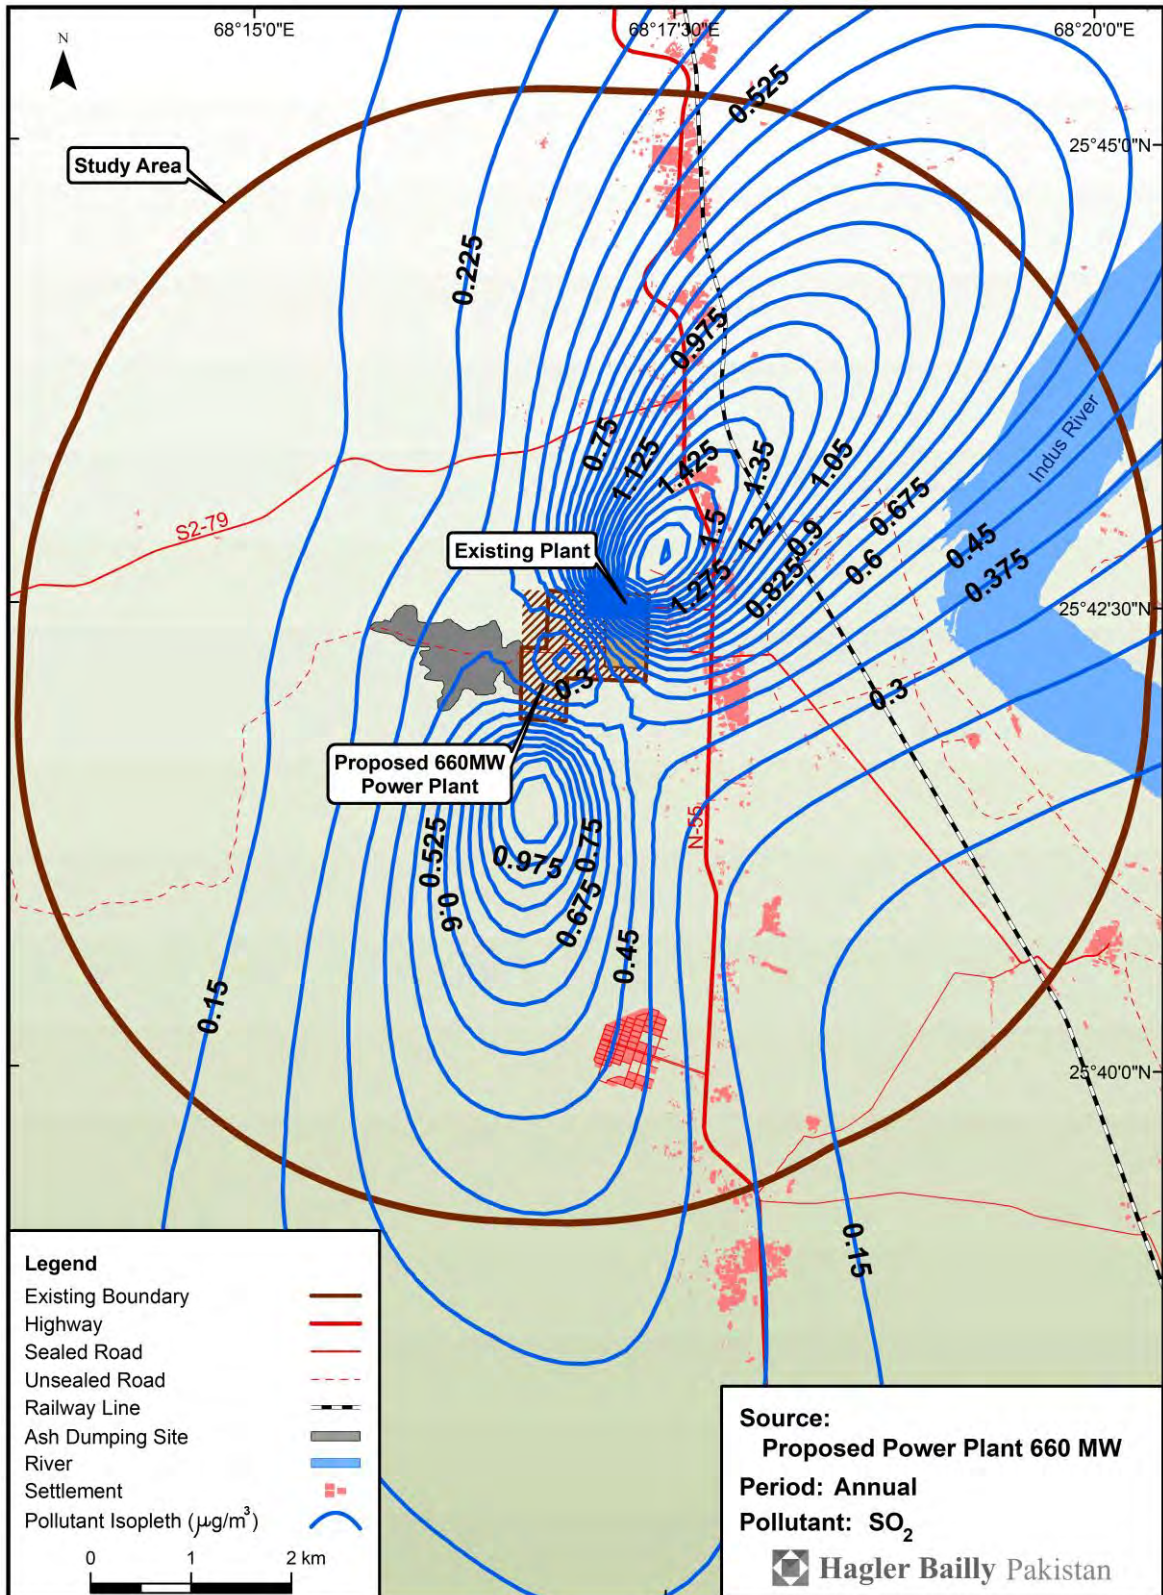 68°15'0"E
68°17'30"E
68°20'0"E
N
0.525
25°45'0"N
Study Area
0.225
0.975
Indus River
0.75
1.125
1.425
1.35
1.05
S2-79
1.5
1.2
0.9
0.675
Existing Plant
0.6
0.45
1.275
0.825
0.375
25°42'30"N
0.3
0.3
Proposed 660MW
Power Plant
N-55
0.525
0.975
0.75
0.6
0.675
0.45
0.15
25°40'0"N
0.15
Legend
Existing Boundary
Highway
Sealed Road
Unsealed Road
Railway Line
Ash Dumping Site
River
Settlement
Pollutant Isopleth (μg/m³)
0 1 2 km
Source:
Proposed Power Plant 660 MW
Period: Annual
Pollutant: SO₂
Hagler Bailly Pakistan